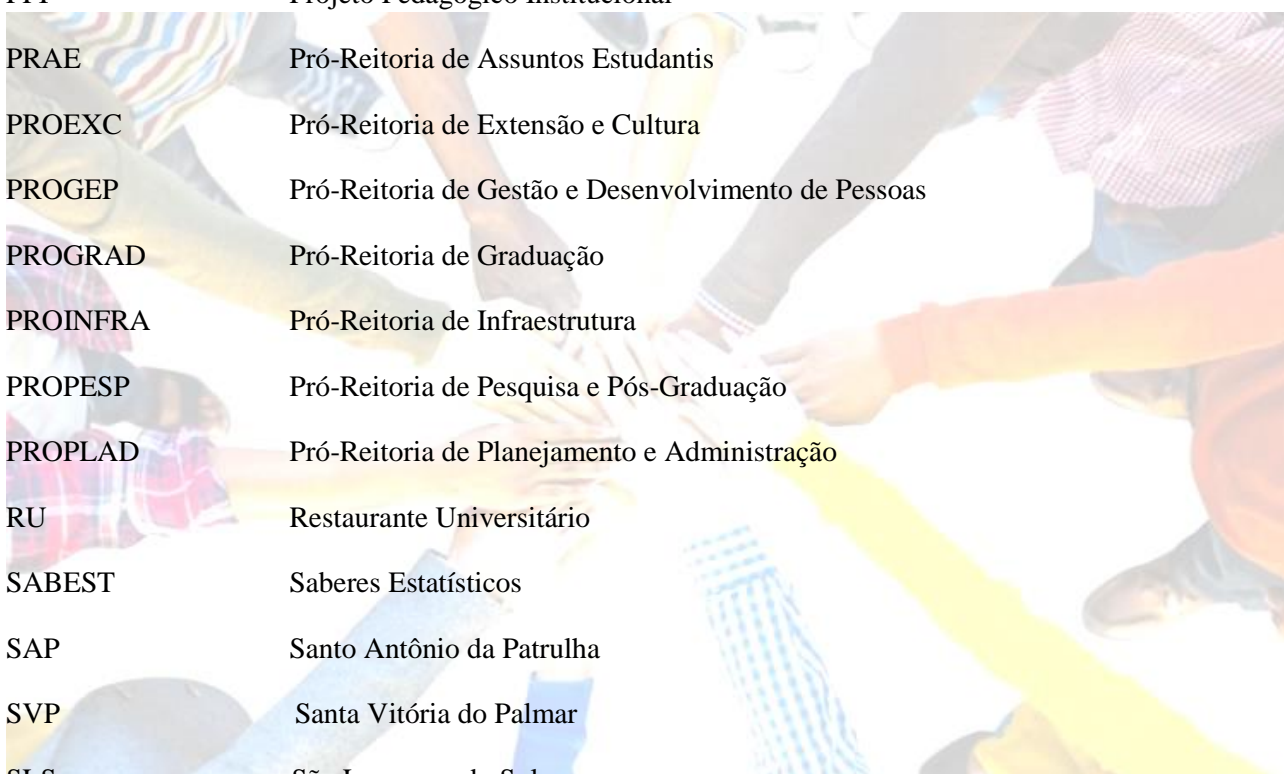 PRAE Pró-Reitoria de Assuntos Estudantis
PROEXC Pró-Reitoria de Extensão e Cultura
PROGEP Pró-Reitoria de Gestão e Desenvolvimento de Pessoas
PROGRAD Pró-Reitoria de Graduação
PROINFRA Pró-Reitoria de Infraestrutura
PROPESP Pró-Reitoria de Pesquisa e Pós-Graduação
PROPLAD Pró-Reitoria de Planejamento e Administração
RU Restaurante Universitário
SABEST Saberes Estatísticos
SAP Santo Antônio da Patrulha
SVP Santa Vitória do Palmar